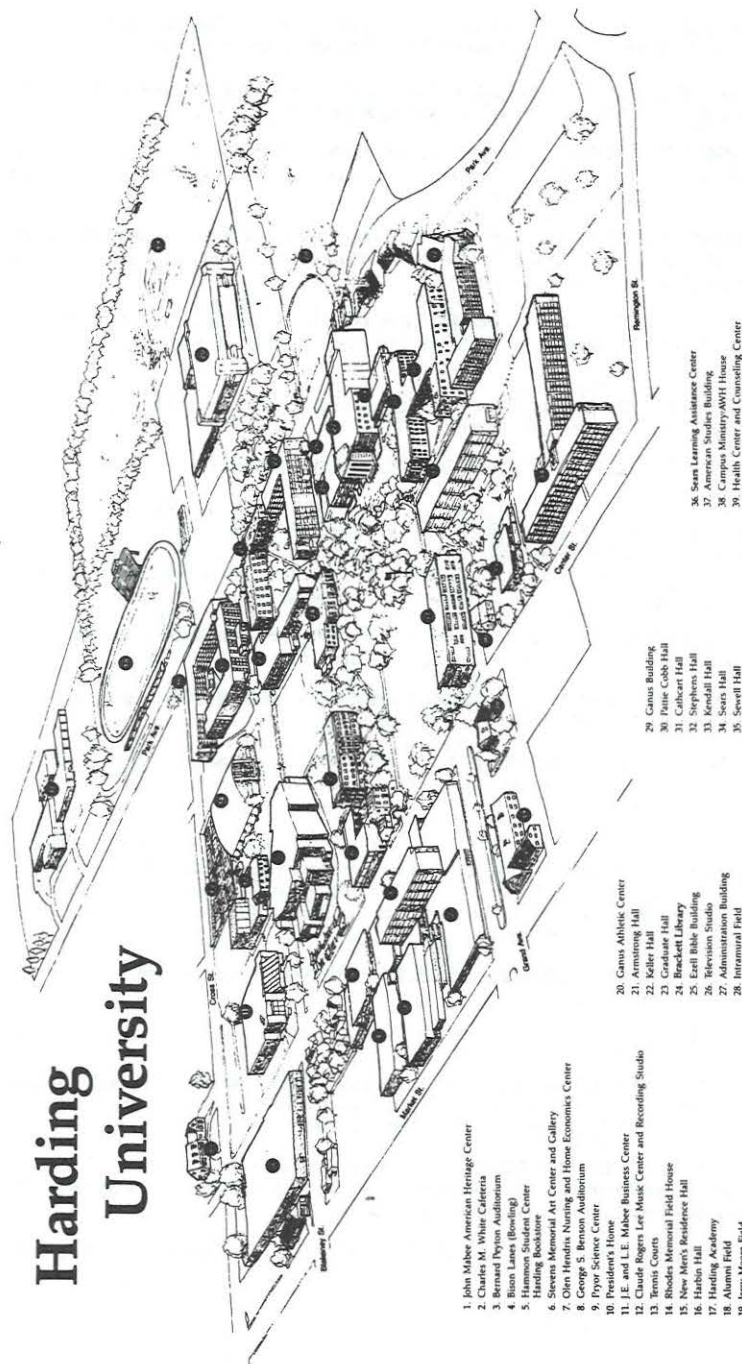 Harding
University
1. John Mabee American Heritage Center
2. Charles M. White Cafeteria
3. Bernard Peyton Auditorium
4. Bison Lanes (Bowling)
5. Hammon Student Center
Harding Bookstore
6. Stevens Memorial Art Center and Gallery
7. Olen Hendrix Nursing and Home Economics Center
8. George S. Benson Auditorium
9. Pryor Science Center
10. President's Home
11. J.E. and L.E. Mabee Business Center
12. Claude Rogers Lee Music Center and Recording Studio
13. Tennis Courts
14. Rhodes Memorial Field House
15. New Men's Residence Hall
16. Harbin Hall
17. Harding Academy
18. Alumni Field
20. Ganus Athletic Center
21. Armstrong Hall
22. Keller Hall
23 Graduate Hall
24. Brackett Library
25. Ezell Bible Building
26. Television Studio
27. Administration Building
28. Intramural Field
29. Ganus Building
30 Pattie Cobb Hall
31. Cathcart Hall
32 Stephens Hall
33. Kendall Hall
34. Sears Hall
35. Sewell Hall
36. Sears Learning Assistance Center
37. American Studies Building
38. Campus Ministry/AWH House
39. Health Center and Counseling Center
Blakeney St.
Market St.
Grand Ave.
Cross St.
Park Ave
Center St.
Remington St.
Park Ave.